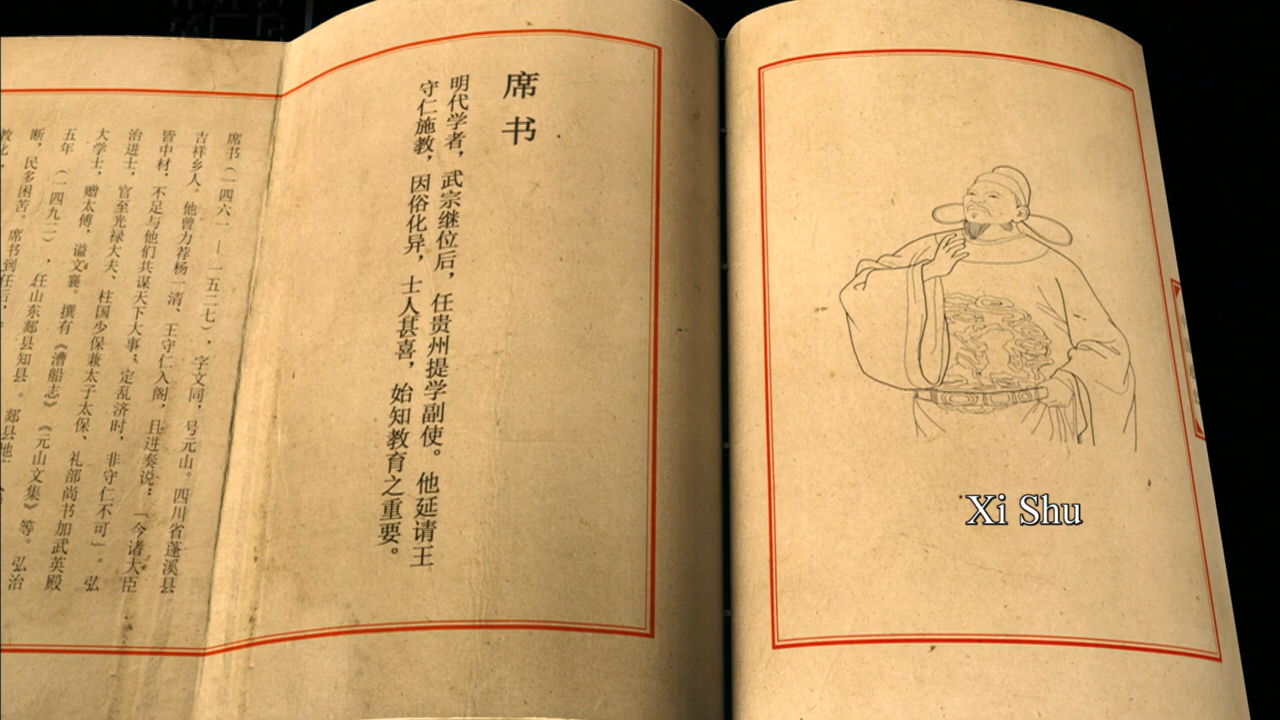 席书
明代学者，武宗继位后，任贵州提学副使。他延请王
守仁施教，因俗化异，士人甚喜，始知教育之重要。
席书（一四六一——一五二七），字文同，号元山。四川省蓬溪县
吉祥乡人。他曾力荐杨一清、王守仁入阁，且进奏说：「今诸大臣
皆中材，不足与他们共谋天下大事；定乱济时，非守仁不可」。弘
治进士，官至光禄大夫、柱国少保兼太子太保、礼部尚书加武英殿
大学士，赠太傅，谥文襄。撰有《漕船志》《元山文集》等。弘治
五年（一四九二），任山东郯县知县。郯县地
断，民多困苦。席书到任后，
教化，
Xi Shu